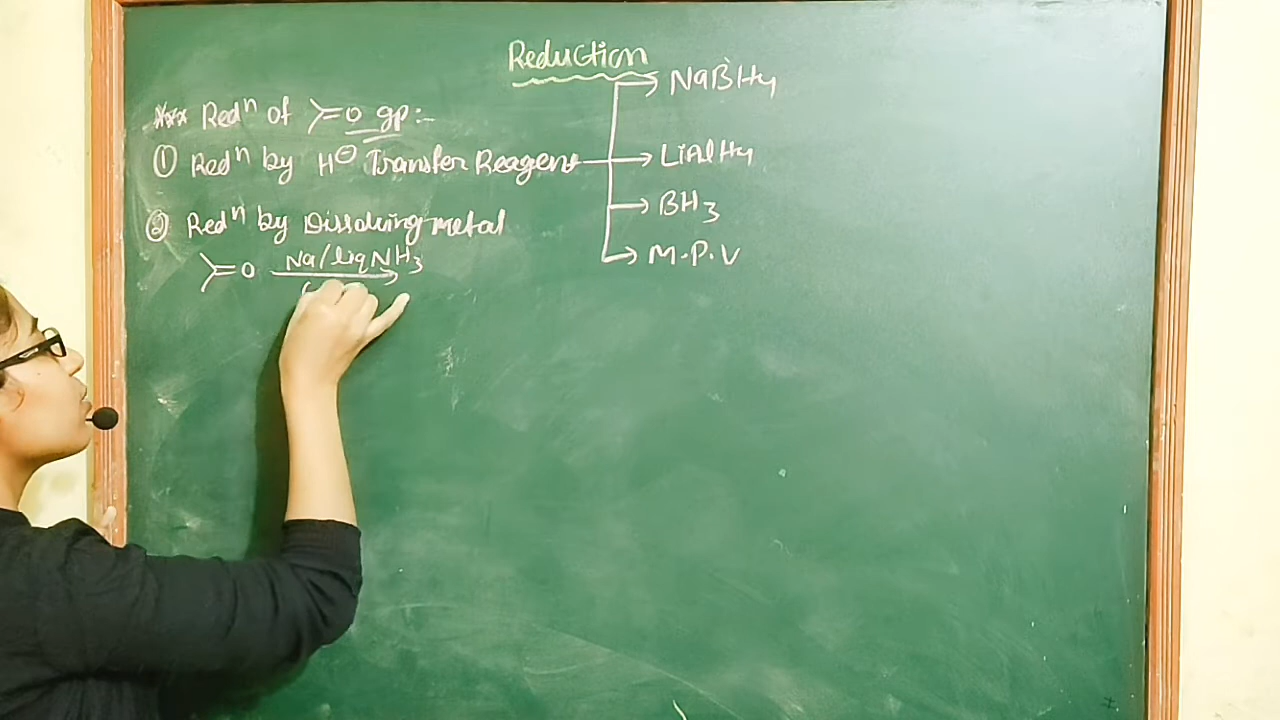 Reduction
*** Redⁿ of >=O gp:-
① Redⁿ by H⊖ Transfer Reagent → NaBH4
→ LiAlH4
→ BH3
→ M.P.V
② Redⁿ by Dissolving metal
>=O Na/liq NH3 →